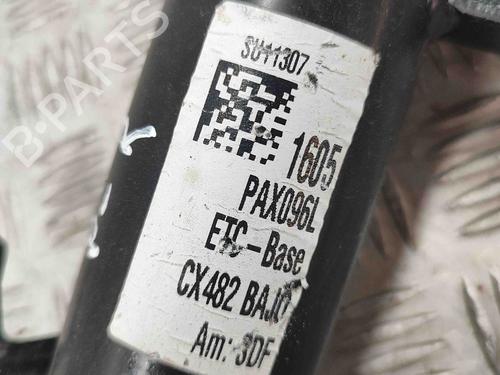 SU11307
1605
PAX096L
ETC-Base
CX482 BAJO
Am: 3DF
B-PARTS